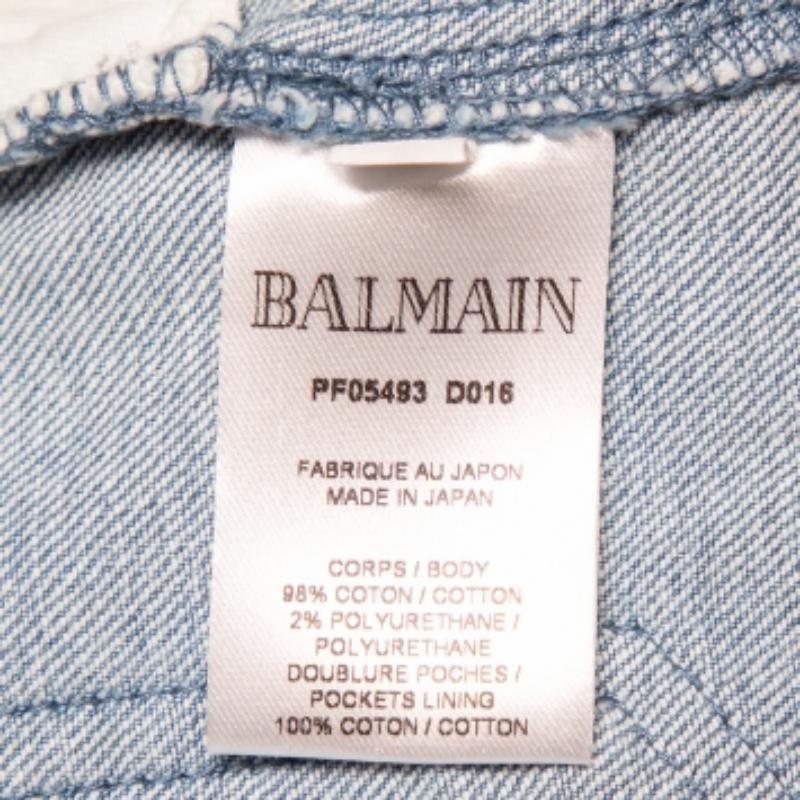 BALMAIN
PF05493 D016
FABRIQUE AU JAPON
MADE IN JAPAN
CORPS / BODY
98% COTON / COTTON
2% POLYURETHANE /
POLYURETHANE
DOUBLURE POCHES /
POCKETS LINING
100% COTON / COTTON